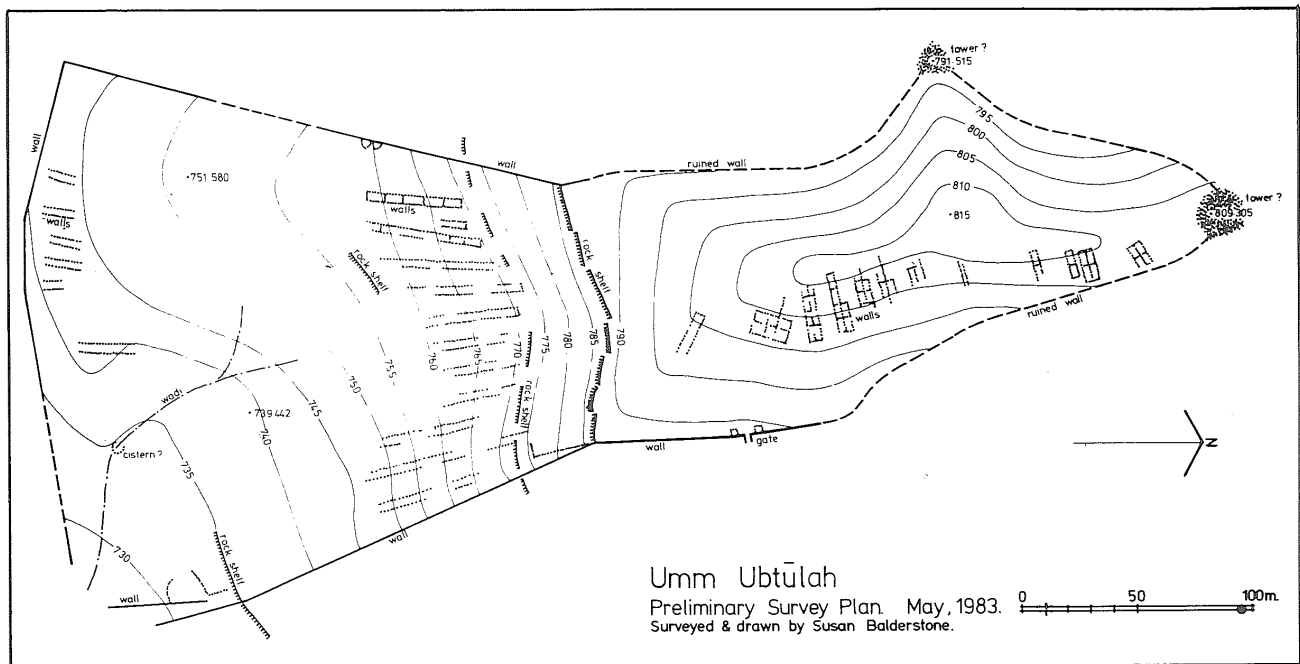 tower ?
791·515
795
800
805
810
815
tower ?
809·305
wall
wall
ruined wall
751 580
walls
walls
rock shelf
rock shelf
790
785
780
775
770
765
760
755
750
745
740
735
730
walls
ruined wall
rock shelf
wadi
739 442
cistern ?
wall
gate
N
wall
rock shelf
wall
Umm Ubtūlah
Preliminary Survey Plan. May, 1983.
Surveyed & drawn by Susan Balderstone.
0 50 100m.